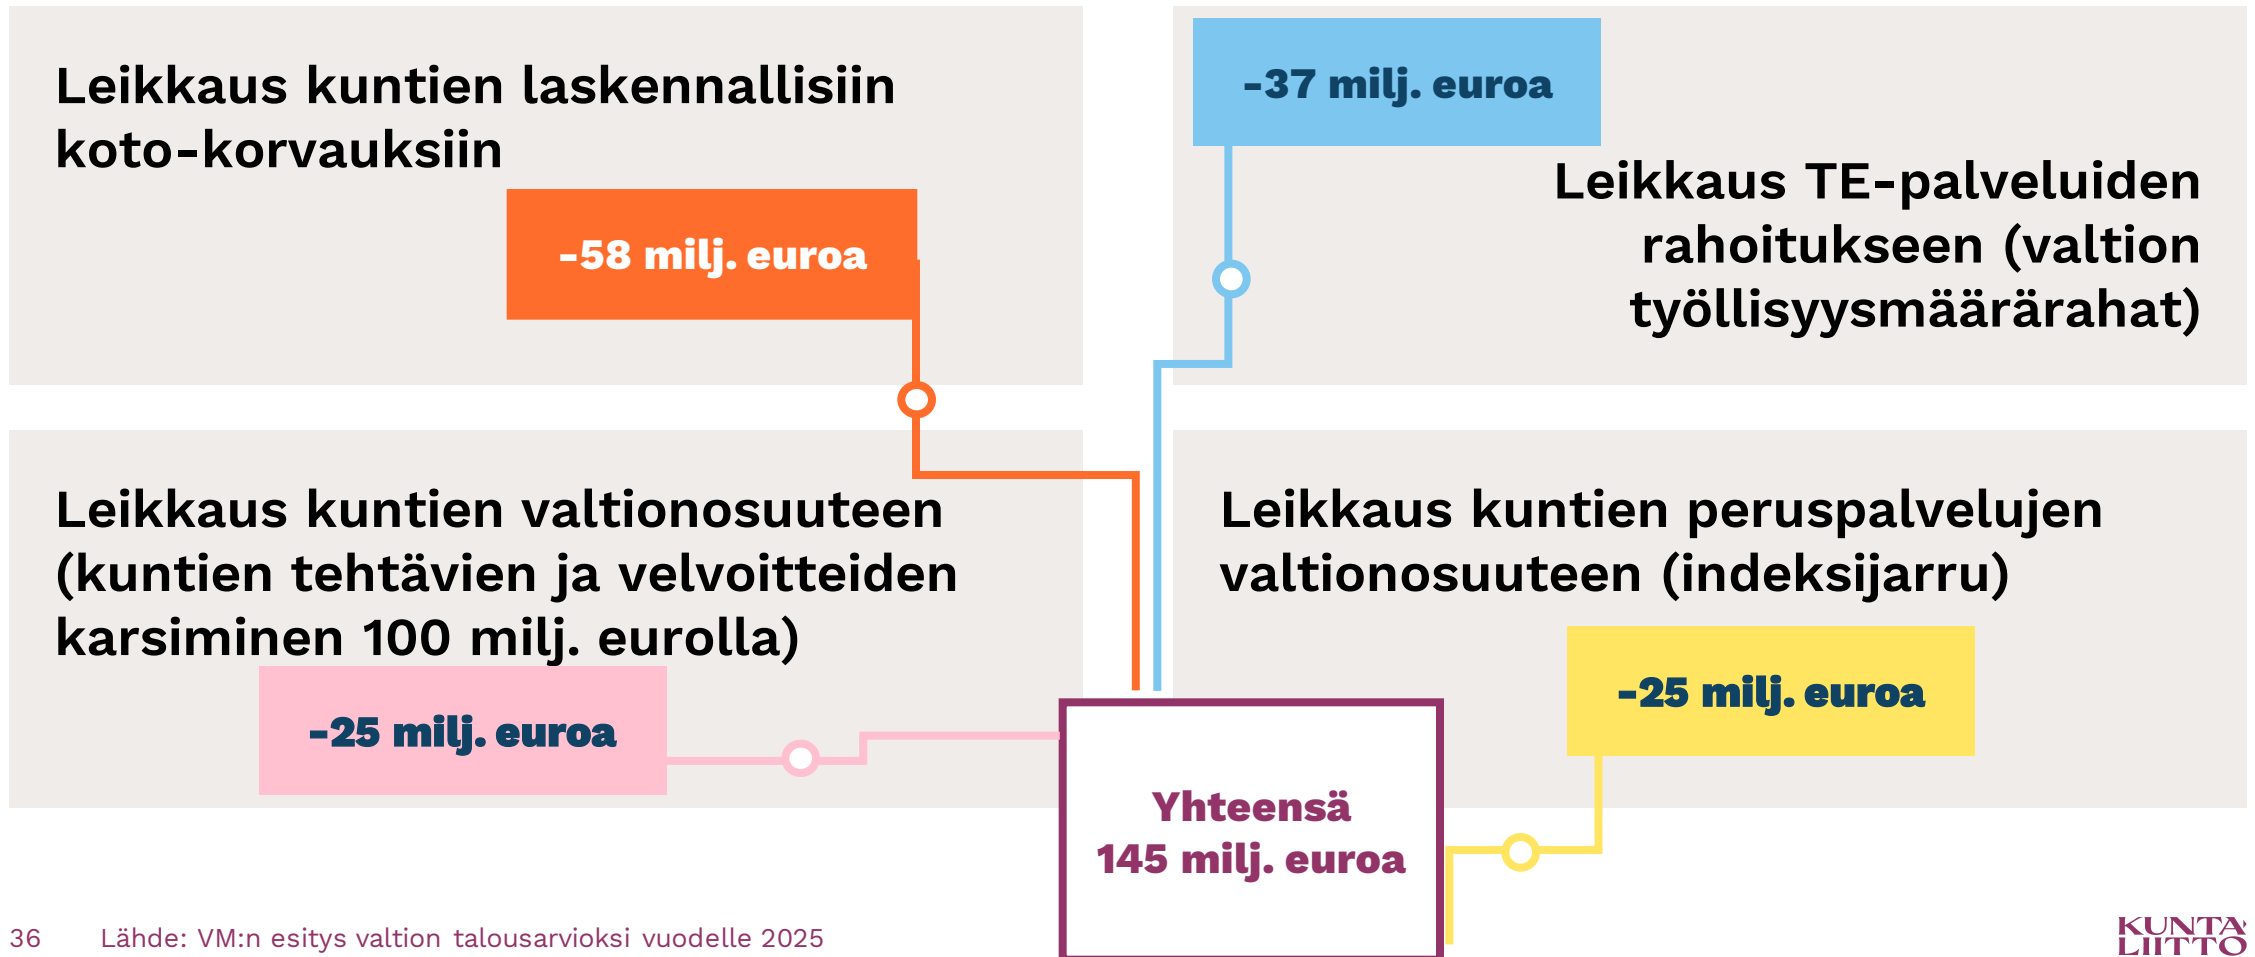 Leikkaus kuntien laskennallisiin
koto-korvauksiin
-58 milj. euroa
-37 milj. euroa
Leikkaus TE-palveluiden
rahoitukseen (valtion
työllisyysmäärärahat)
Leikkaus kuntien valtionosuuteen
(kuntien tehtävien ja velvoitteiden
karsiminen 100 milj. eurolla)
-25 milj. euroa
Leikkaus kuntien peruspalvelujen
valtionosuuteen (indeksijarru)
-25 milj. euroa
Yhteensä
145 milj. euroa
36 Lähde: VM:n esitys valtion talousarvioksi vuodelle 2025
KUNTA
LIITTO